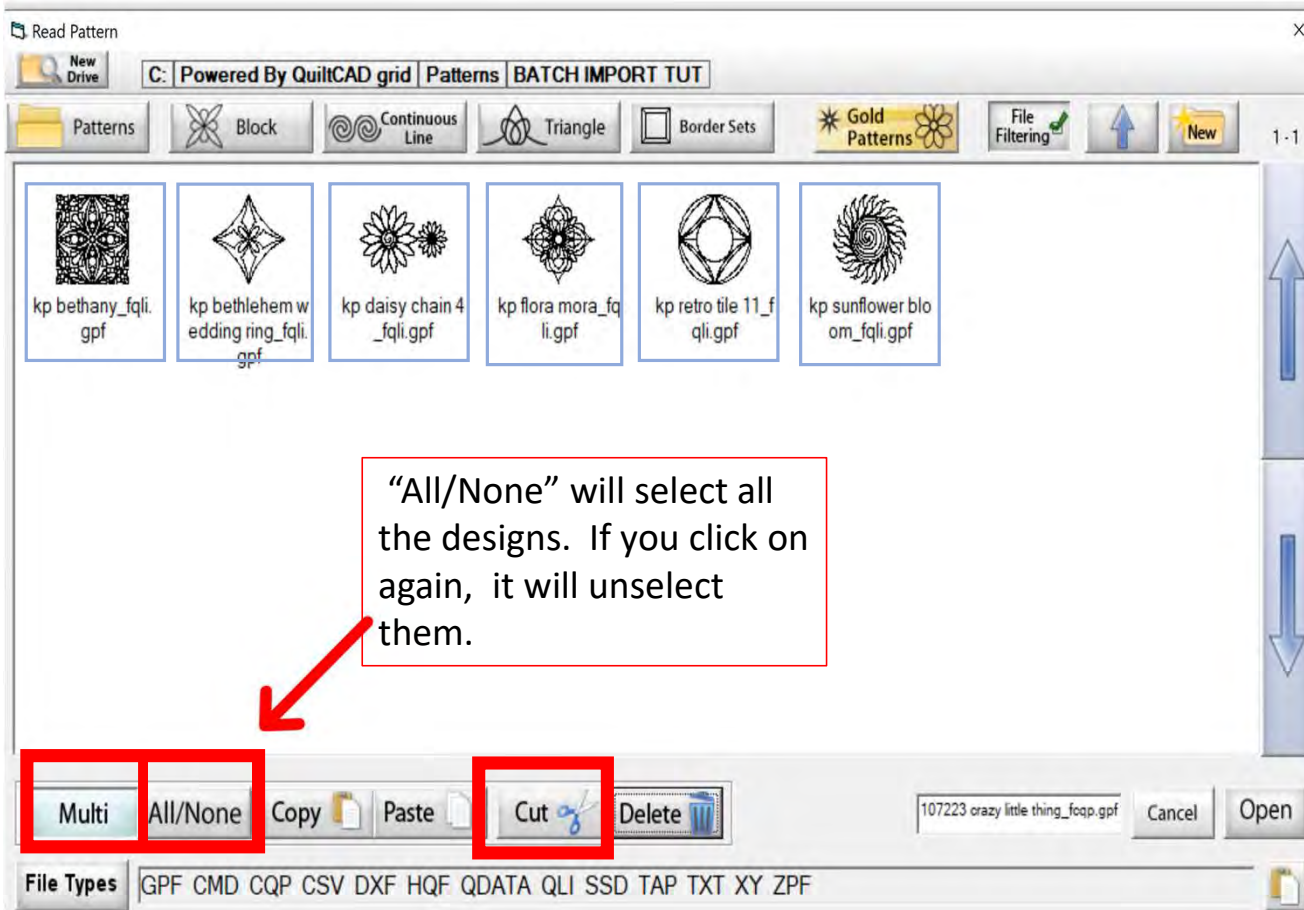 Read Pattern
X
New
Drive
C: Powered By QuiltCAD grid Patterns BATCH IMPORT TUT
Patterns
Block
Continuous
Line
Triangle
Border Sets
Gold
Patterns
File
Filtering
New
1 - 1
kp bethany_fqli.
gpf
kp bethlehem w
edding ring_fqli.
gpf
kp daisy chain 4
_fqli.gpf
kp flora mora_fq
li.gpf
kp retro tile 11_f
qli.gpf
kp sunflower blo
om_fqli.gpf
“All/None” will select all
the designs. If you click on
again, it will unselect
them.
Multi
All/None
Copy
Paste
Cut
Delete
107223 crazy little thing_foqp.gpf
Cancel
Open
File Types
GPF CMD CQP CSV DXF HQF QDATA QLI SSD TAP TXT XY ZPF